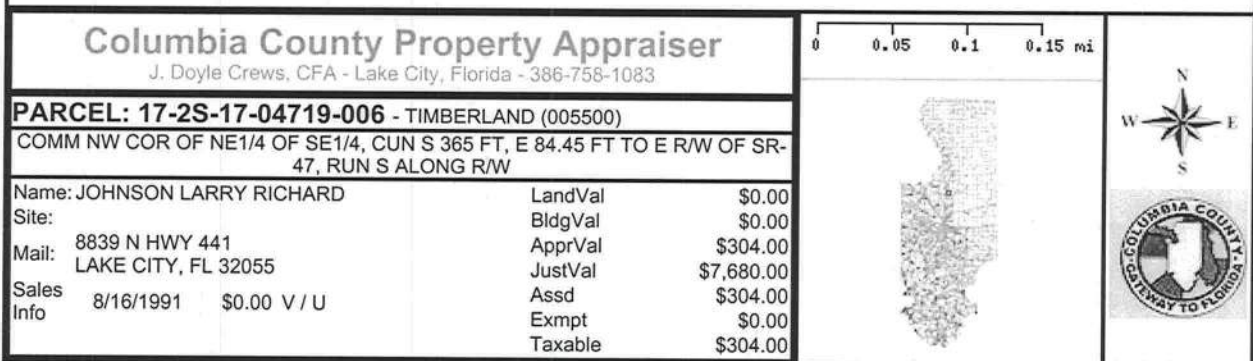 Columbia County Property Appraiser
J. Doyle Crews, CFA - Lake City, Florida - 386-758-1083
PARCEL: 17-2S-17-04719-006 - TIMBERLAND (005500)
COMM NW COR OF NE1/4 OF SE1/4, CUN S 365 FT, E 84.45 FT TO E R/W OF SR-
47, RUN S ALONG R/W
Name: JOHNSON LARRY RICHARD
Site:
Mail: 8839 N HWY 441
LAKE CITY, FL 32055
Sales Info 8/16/1991 $0.00 V / U
LandVal $0.00
BldgVal $0.00
ApprVal $304.00
JustVal $7,680.00
Assd $304.00
Exmpt $0.00
Taxable $304.00
0 0.05 0.1 0.15 mi
N
W E
S
COLUMBIA COUNTY
GATEWAY TO FLORIDA